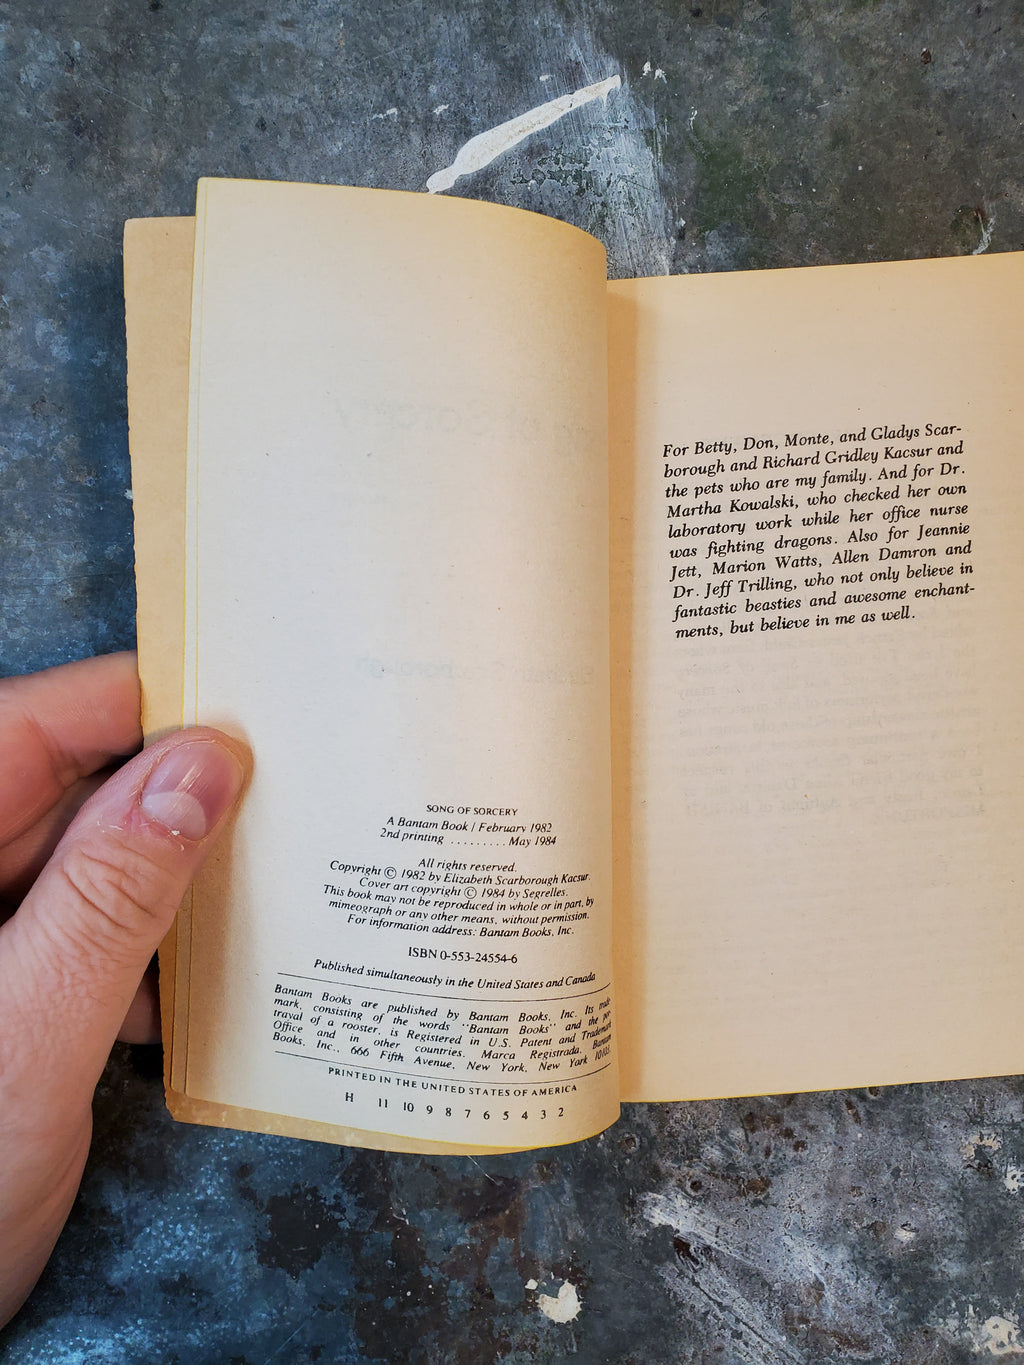 SONG OF SORCERY
A Bantam Book / February 1982
2nd printing ......... May 1984
All rights reserved.
Copyright © 1982 by Elizabeth Scarborough Kacsur.
Cover art copyright © 1984 by Segrelles.
This book may not be reproduced in whole or in part, by
mimeograph or any other means, without permission.
For information address: Bantam Books, Inc.
ISBN 0-553-24554-6
Published simultaneously in the United States and Canada
Bantam Books are published by Bantam Books, Inc. Its trade-
mark, consisting of the words "Bantam Books" and the por-
trayal of a rooster, is Registered in U.S. Patent and Trademark
Office and in other countries. Marca Registrada. Bantam
Books, Inc., 666 Fifth Avenue, New York, New York 10103.
PRINTED IN THE UNITED STATES OF AMERICA
H 11 10 9 8 7 6 5 4 3 2
For Betty, Don, Monte, and Gladys Scar-
borough and Richard Gridley Kacsur and
the pets who are my family. And for Dr.
Martha Kowalski, who checked her own
laboratory work while her office nurse
was fighting dragons. Also for Jeannie
Jett, Marion Watts, Allen Damron and
Dr. Jeff Trilling, who not only believe in
fantastic beasties and awesome enchant-
ments, but believe in me as well.